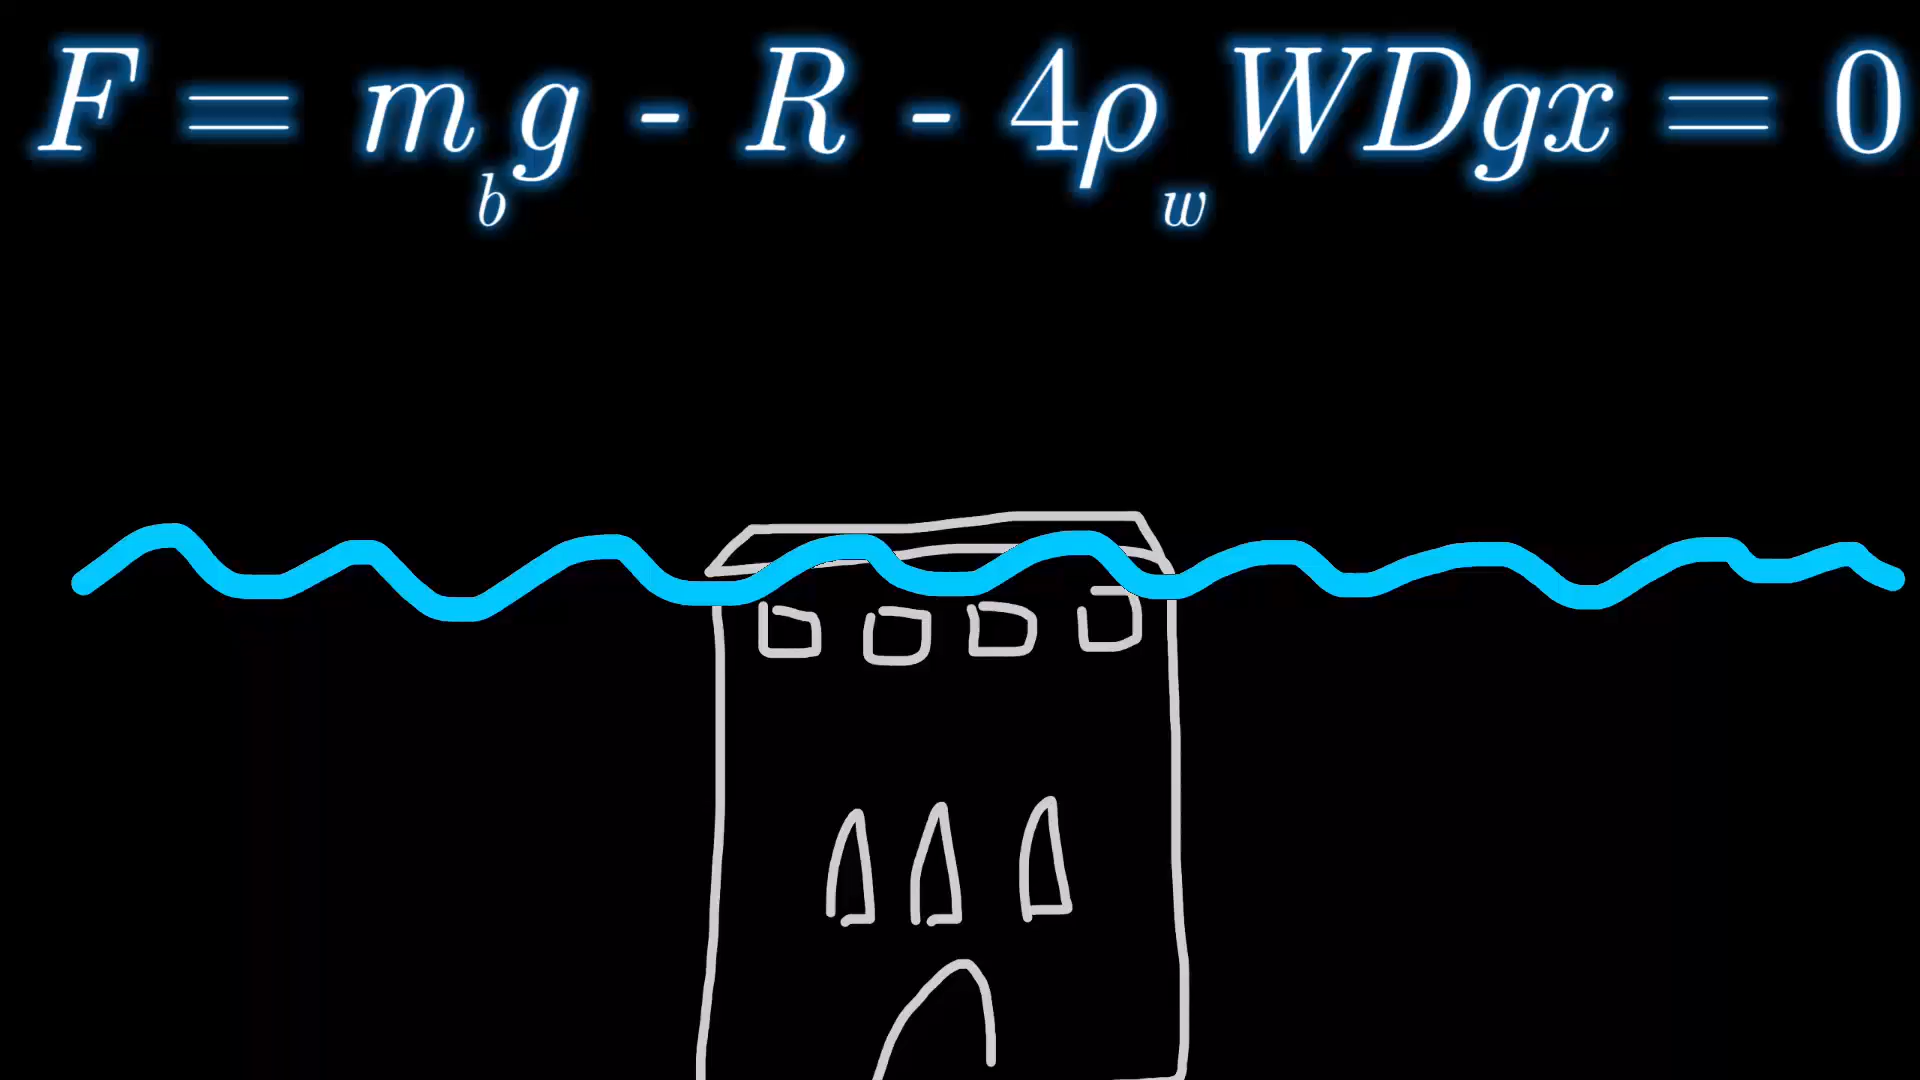 F = m_b g - R - 4ρ_w WDgx = 0